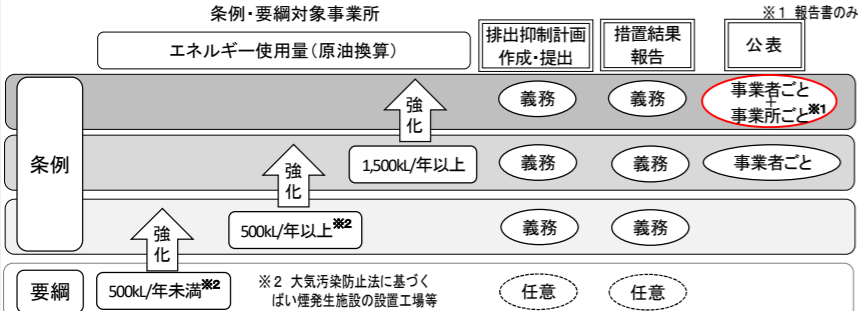 条例・要綱対象事業所
※1 報告書のみ
エネルギー使用量(原油換算)
排出抑制計画
作成・提出
措置結果
報告
公表
条例
強
化
義務
義務
事業者ごと
+
事業所ごと※1
強
化
1,500kL/年以上
義務
義務
事業者ごと
強
化
500kL/年以上※2
義務
義務
要綱
500kL/年未満※2
※2 大気汚染防止法に基づく
ばい煙発生施設の設置工場等
任意
任意